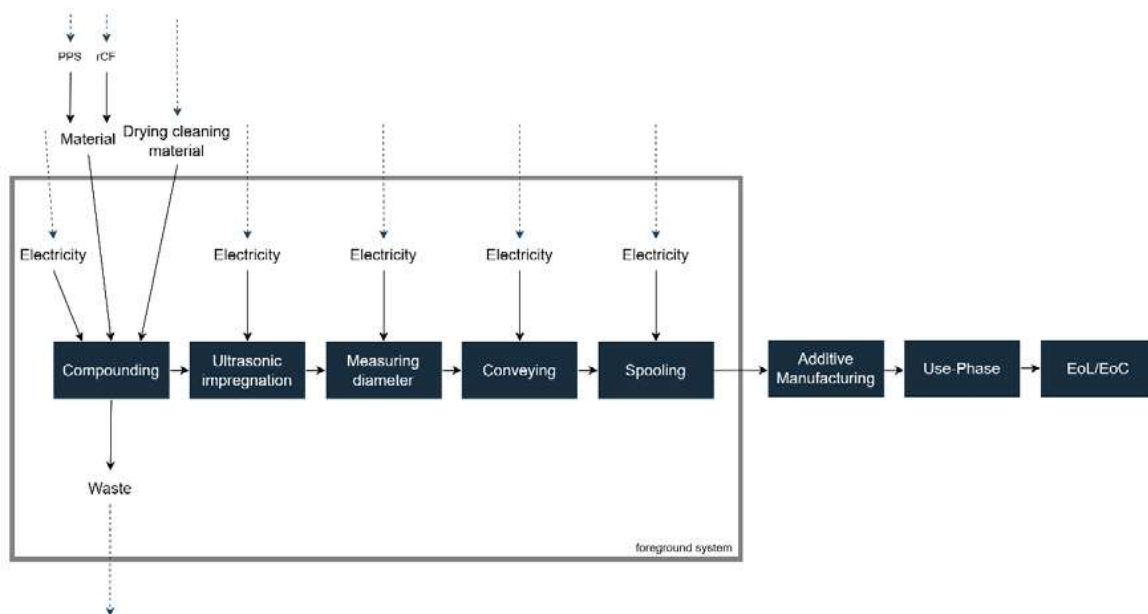 PPS rCF
Material
Drying cleaning
material
Electricity
Electricity
Electricity
Electricity
Electricity
Compounding
Ultrasonic
impregnation
Measuring
diameter
Conveying
Spooling
Additive
Manufacturing
Use-Phase
EoL/EoC
Waste
foreground system